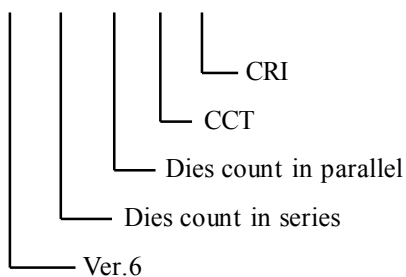 CRI
CCT
Dies count in parallel
Dies count in series
Ver.6